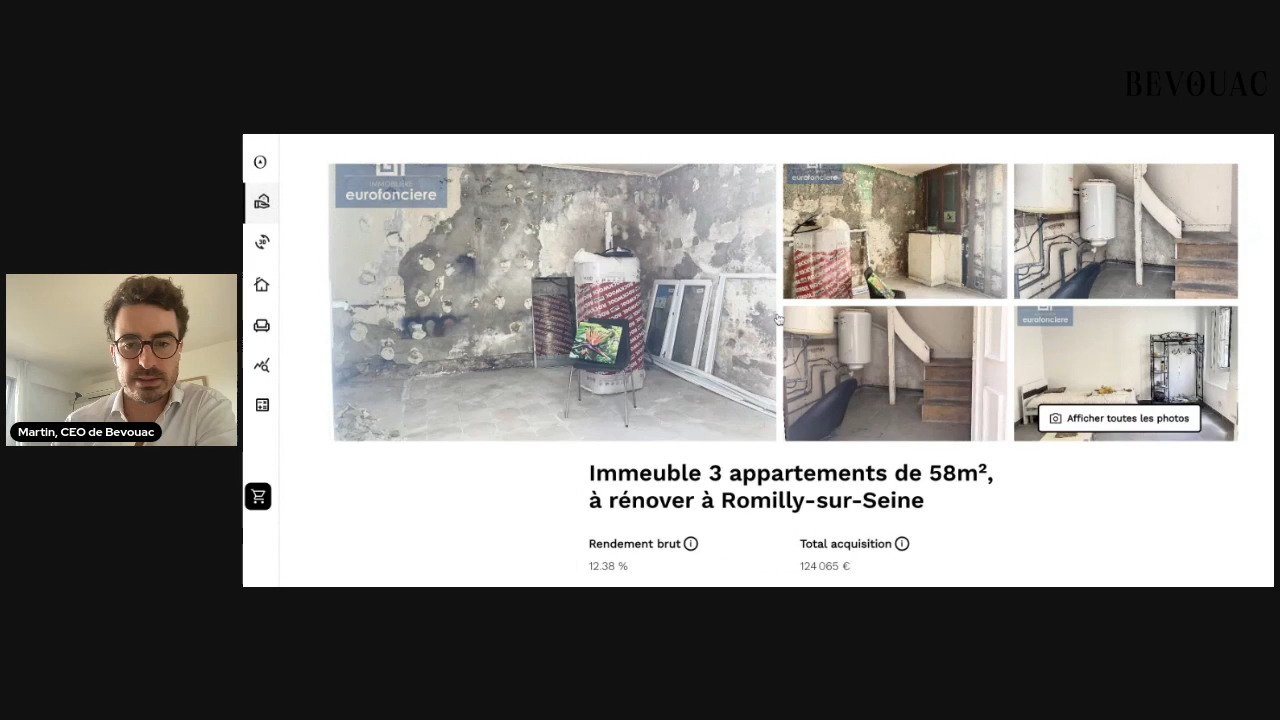 BEVOUAC
IMMOBILIERE
eurofonciere
eurofonciere
eurofonciere
Afficher toutes les photos
Martin, CEO de Bevouac
Immeuble 3 appartements de 58m²,
à rénover à Romilly-sur-Seine
Rendement brut
Total acquisition
12.38 %
124 065 €